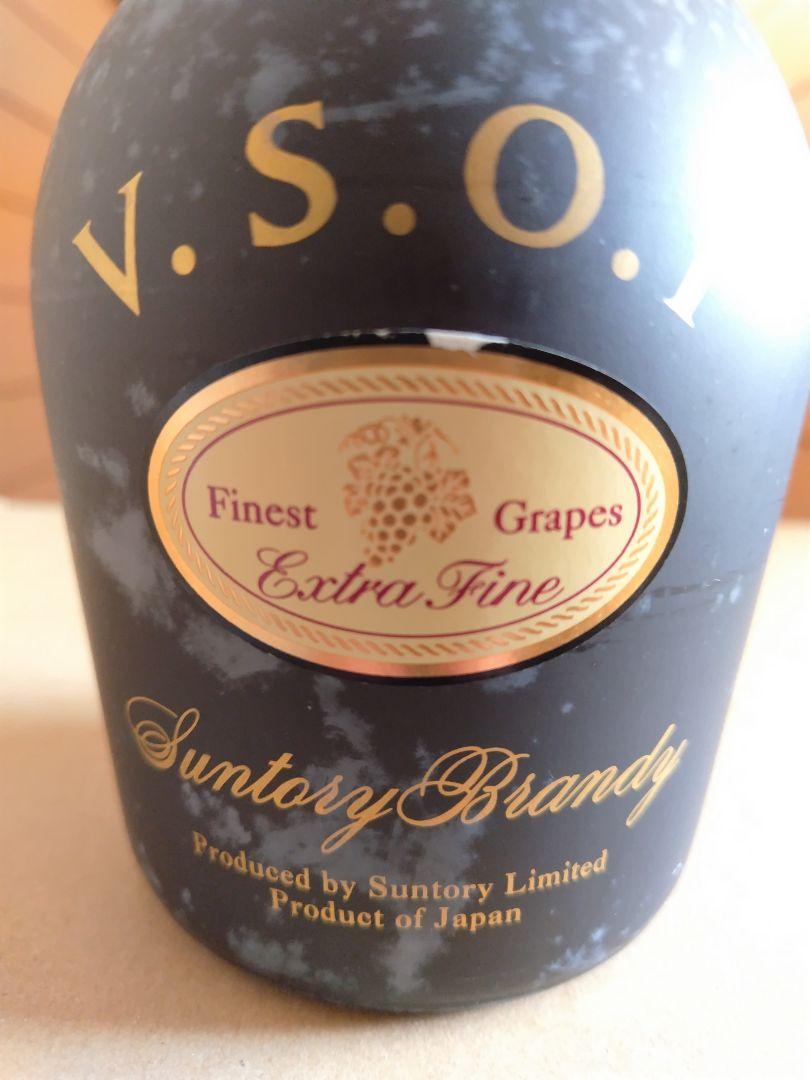 V.S.O.
Finest Grapes
Extra Fine
Suntory Brandy
Produced by Suntory Limited
Product of Japan